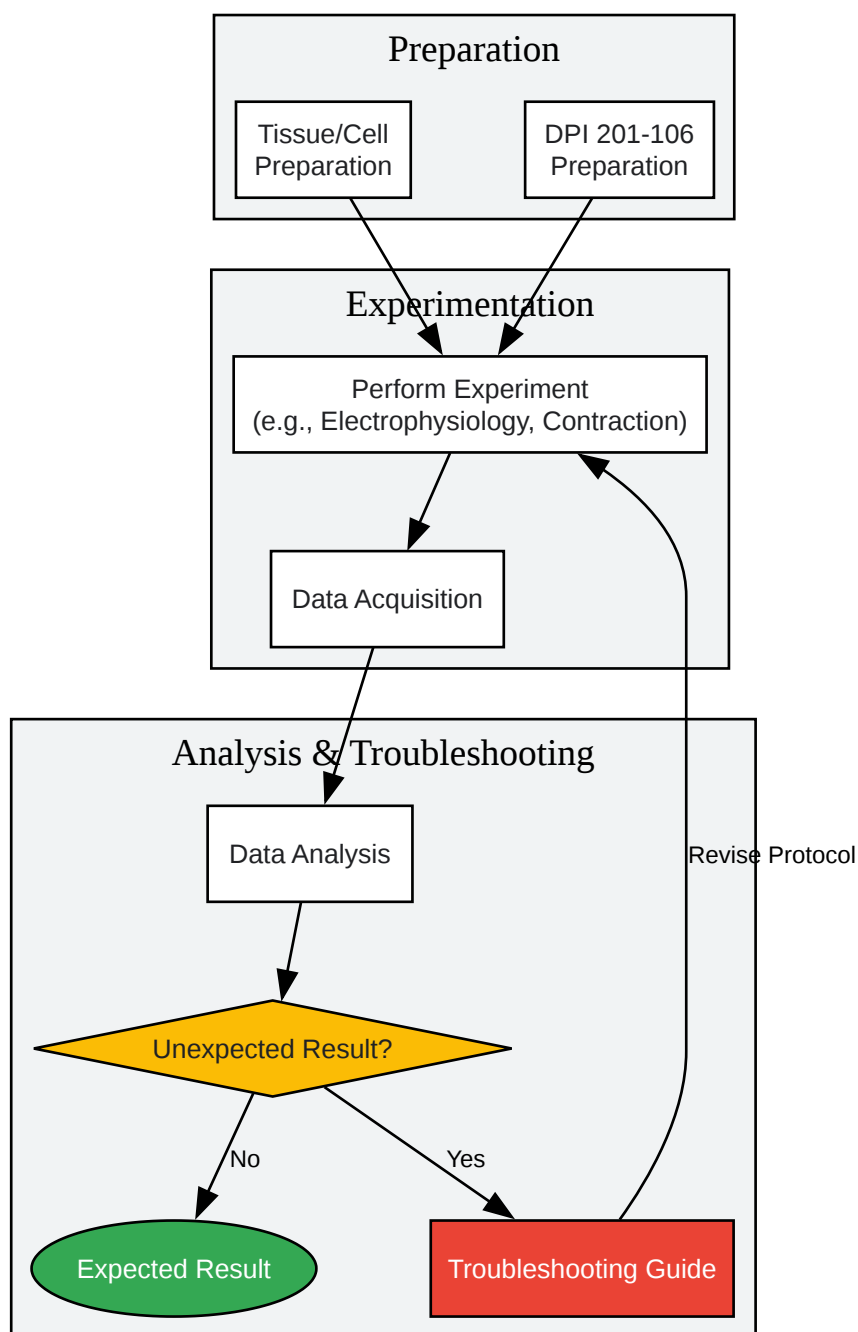 Preparation
Tissue/Cell
Preparation
DPI 201-106
Preparation
Experimentation
Perform Experiment
(e.g., Electrophysiology, Contraction)
Data Acquisition
Analysis & Troubleshooting
Data Analysis
Revise Protocol
Unexpected Result?
No
Yes
Expected Result
Troubleshooting Guide